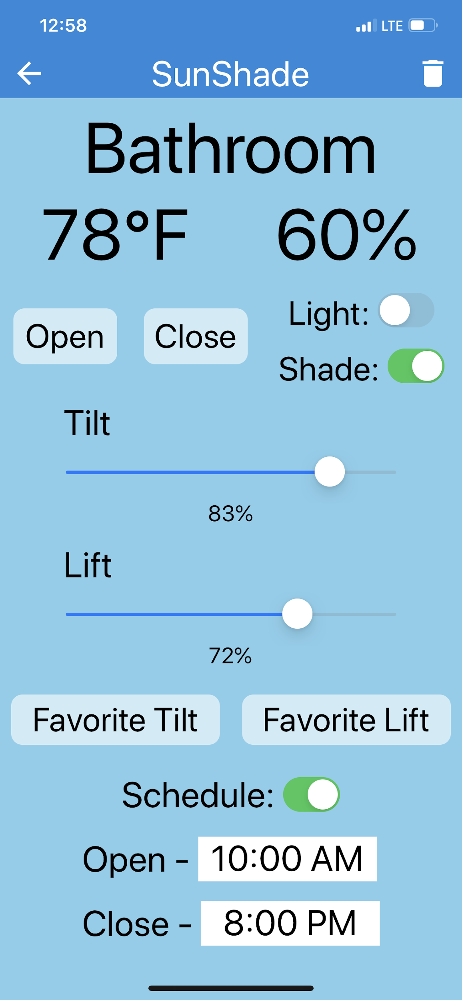 12:58 LTE
SunShade
Bathroom
78°F 60%
Light:
Open Close
Shade:
Tilt
83%
Lift
72%
Favorite Tilt Favorite Lift
Schedule:
Open - 10:00 AM
Close - 8:00 PM